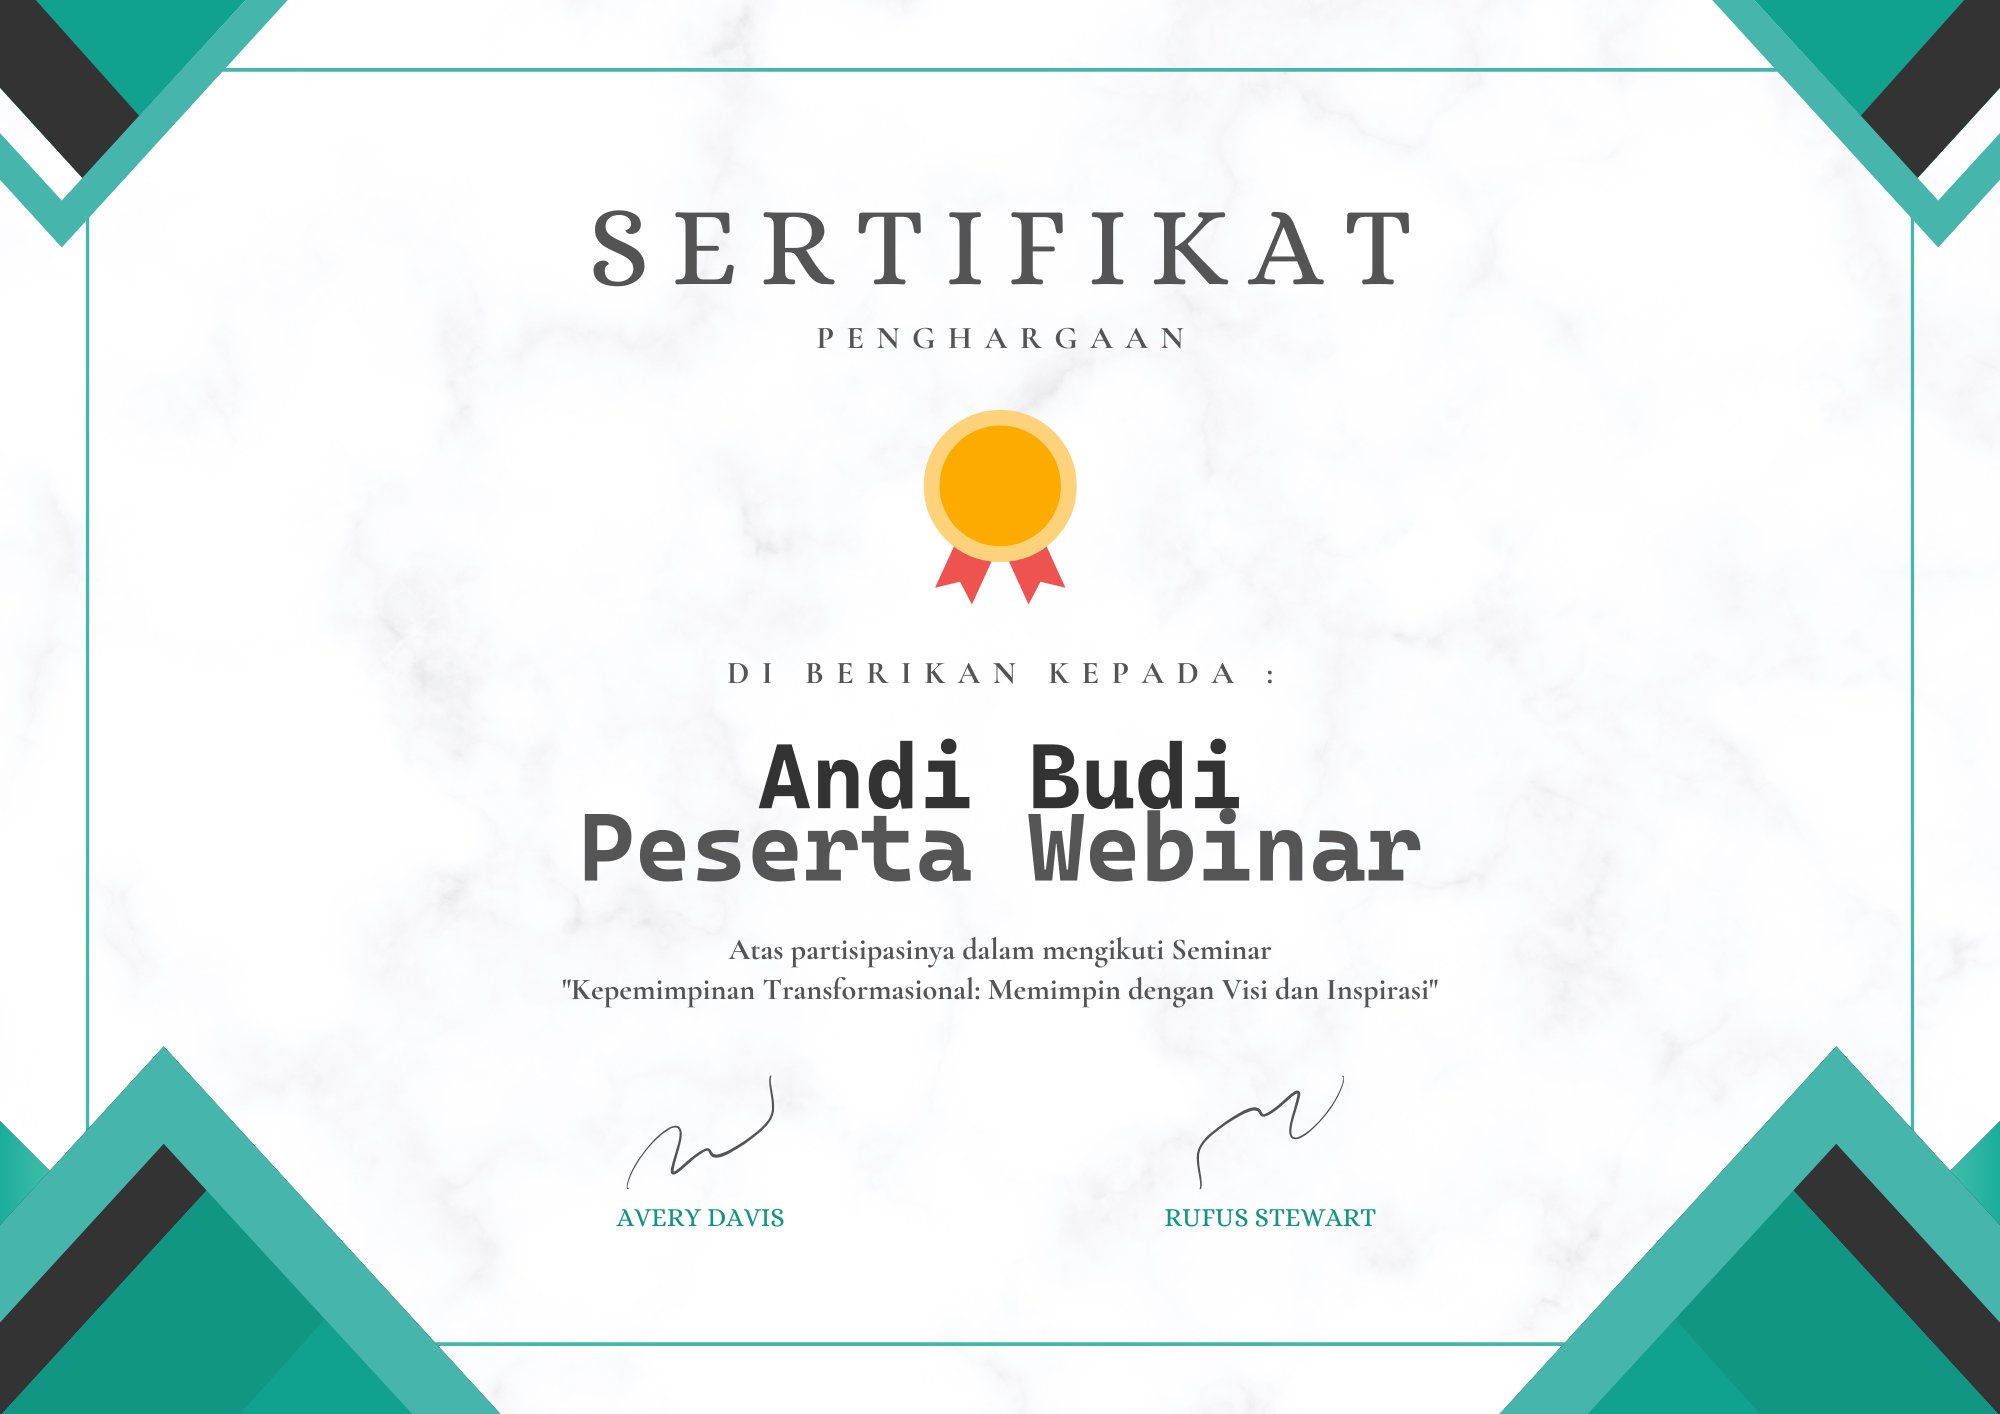 SERTIFIKAT
PENGHARGAAN
DI BERIKAN KEPADA :
Andi Budi
Peserta Webinar
Atas partisipasinya dalam mengikuti Seminar
"Kepemimpinan Transformasional: Memimpin dengan Visi dan Inspirasi"
AVERY DAVIS
RUFUS STEWART